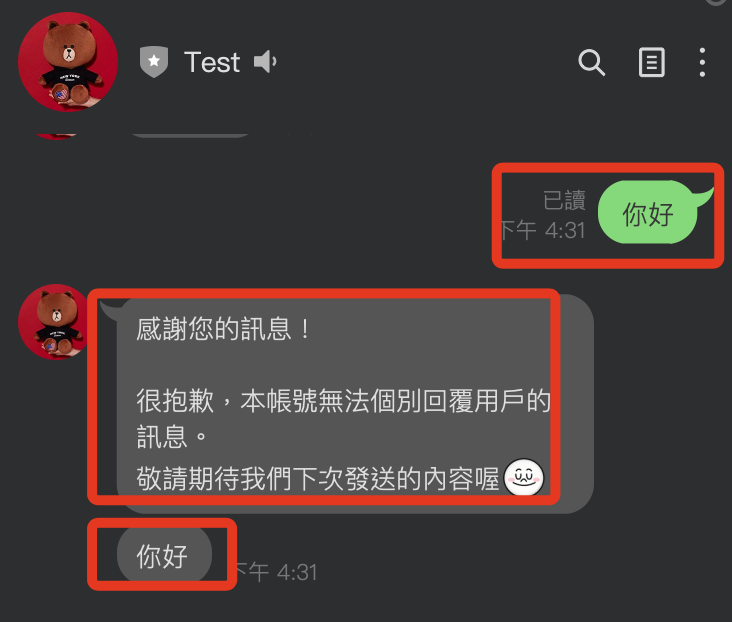 Test
已讀
下午 4:31
你好
感謝您的訊息！
很抱歉，本帳號無法個別回覆用戶的
訊息。
敬請期待我們下次發送的內容喔
你好
下午 4:31